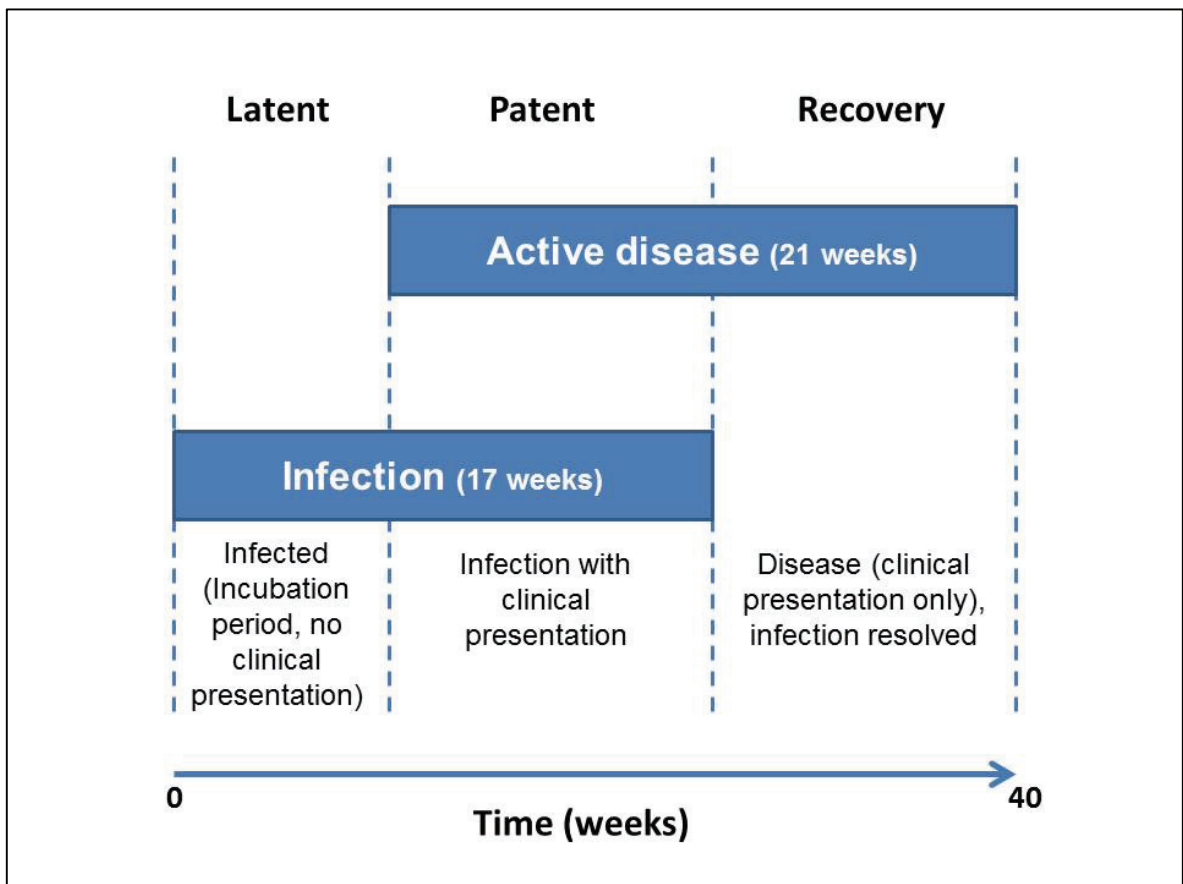 Latent
Patent
Recovery
Active disease (21 weeks)
Infection (17 weeks)
Infected
(Incubation
period, no
clinical
presentation)
Infection with
clinical
presentation
Disease (clinical
presentation only),
infection resolved
0
40
Time (weeks)